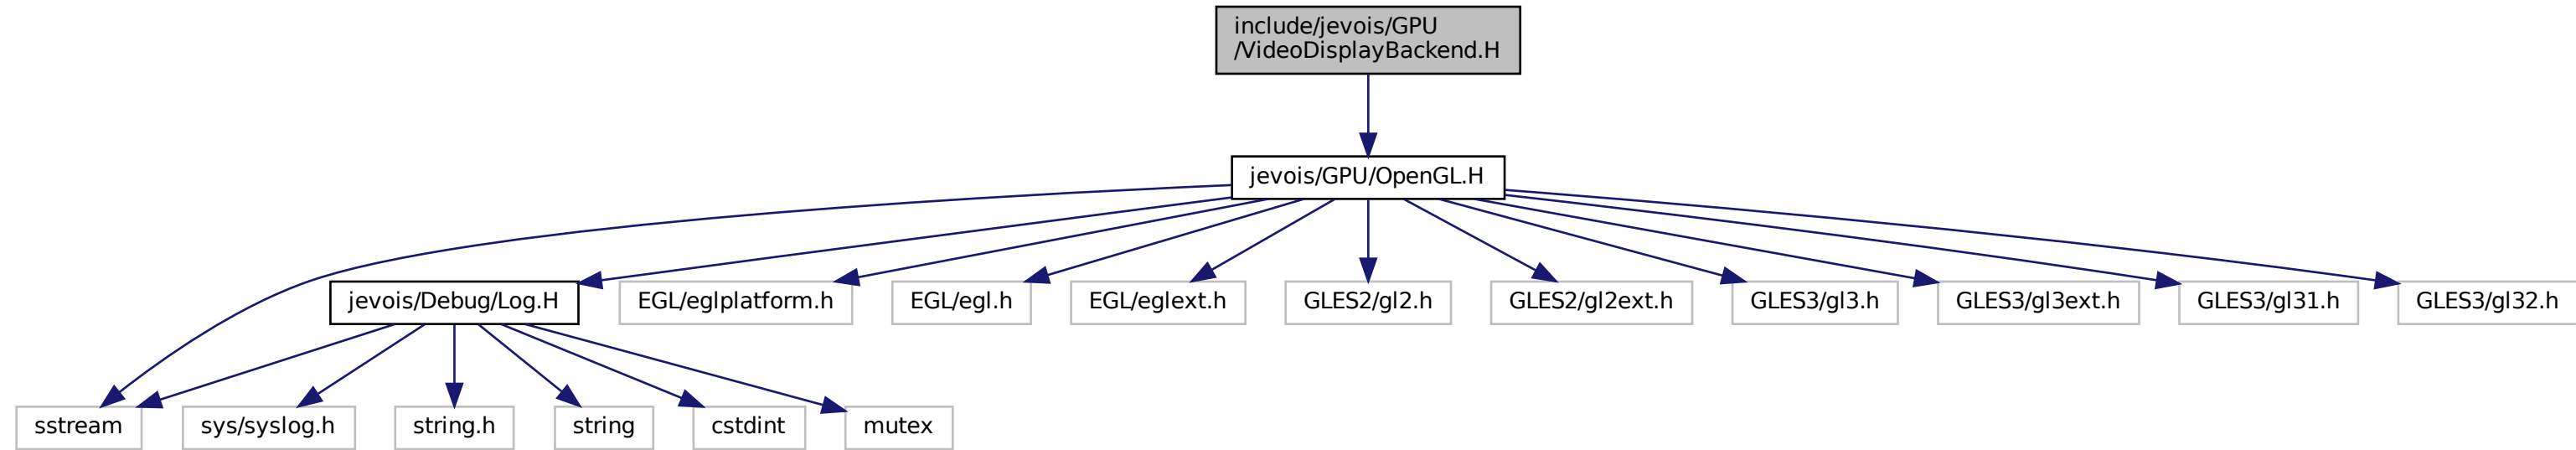 include/jevois/GPU
/VideoDisplayBackend.H
jevois/GPU/OpenGL.H
jevois/Debug/Log.H
EGL/eglplatform.h
EGL/egl.h
EGL/eglext.h
GLES2/gl2.h
GLES2/gl2ext.h
GLES3/gl3.h
GLES3/gl3ext.h
GLES3/gl31.h
GLES3/gl32.h
sstream
sys/syslog.h
string.h
string
cstdint
mutex